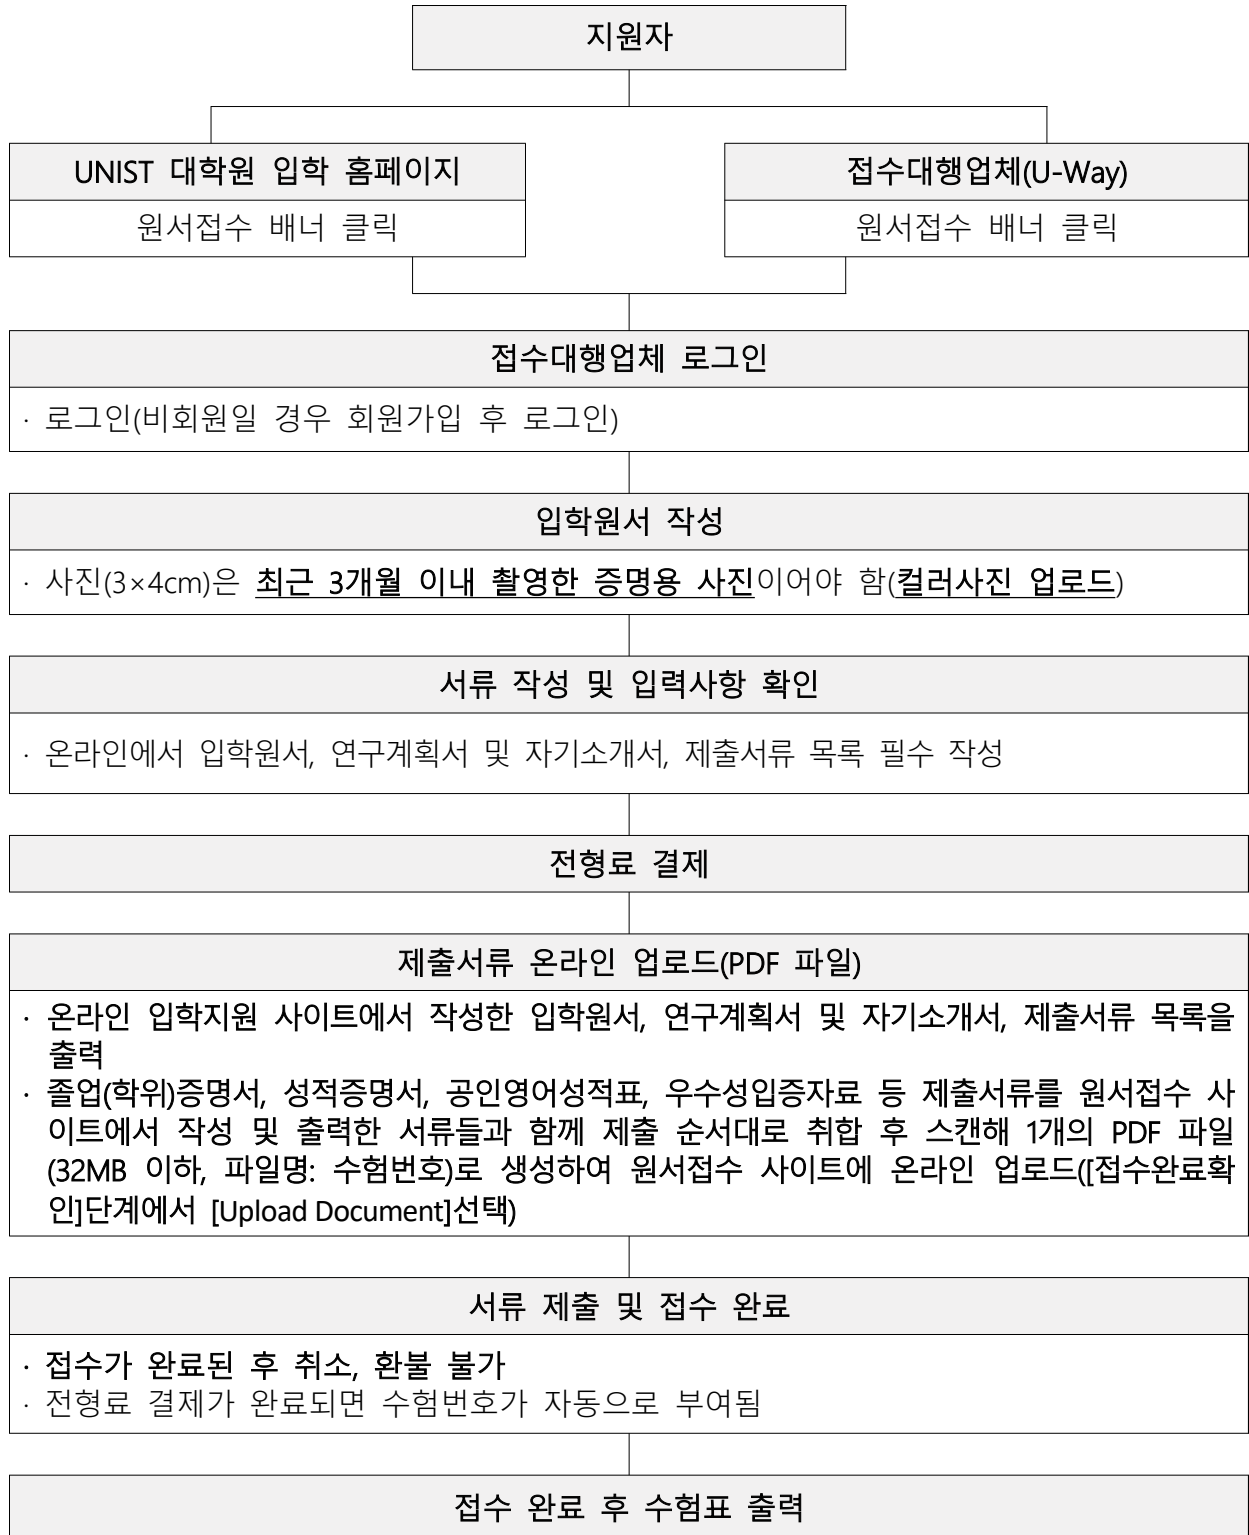 지원자
UNIST 대학원 입학 홈페이지
원서접수 배너 클릭
접수대행업체(U-Way)
원서접수 배너 클릭
접수대행업체 로그인
· 로그인(비회원일 경우 회원가입 후 로그인)
입학원서 작성
· 사진(3×4cm)은 최근 3개월 이내 촬영한 증명용 사진이어야 함(컬러사진 업로드)
서류 작성 및 입력사항 확인
· 온라인에서 입학원서, 연구계획서 및 자기소개서, 제출서류 목록 필수 작성
전형료 결제
제출서류 온라인 업로드(PDF 파일)
· 온라인 입학지원 사이트에서 작성한 입학원서, 연구계획서 및 자기소개서, 제출서류 목록을
출력
· 졸업(학위)증명서, 성적증명서, 공인영어성적표, 우수성입증자료 등 제출서류를 원서접수 사
이트에서 작성 및 출력한 서류들과 함께 제출 순서대로 취합 후 스캔해 1개의 PDF 파일
(32MB 이하, 파일명: 수험번호)로 생성하여 원서접수 사이트에 온라인 업로드([접수완료확
인]단계에서 [Upload Document]선택)
서류 제출 및 접수 완료
· 접수가 완료된 후 취소, 환불 불가
· 전형료 결제가 완료되면 수험번호가 자동으로 부여됨
접수 완료 후 수험표 출력